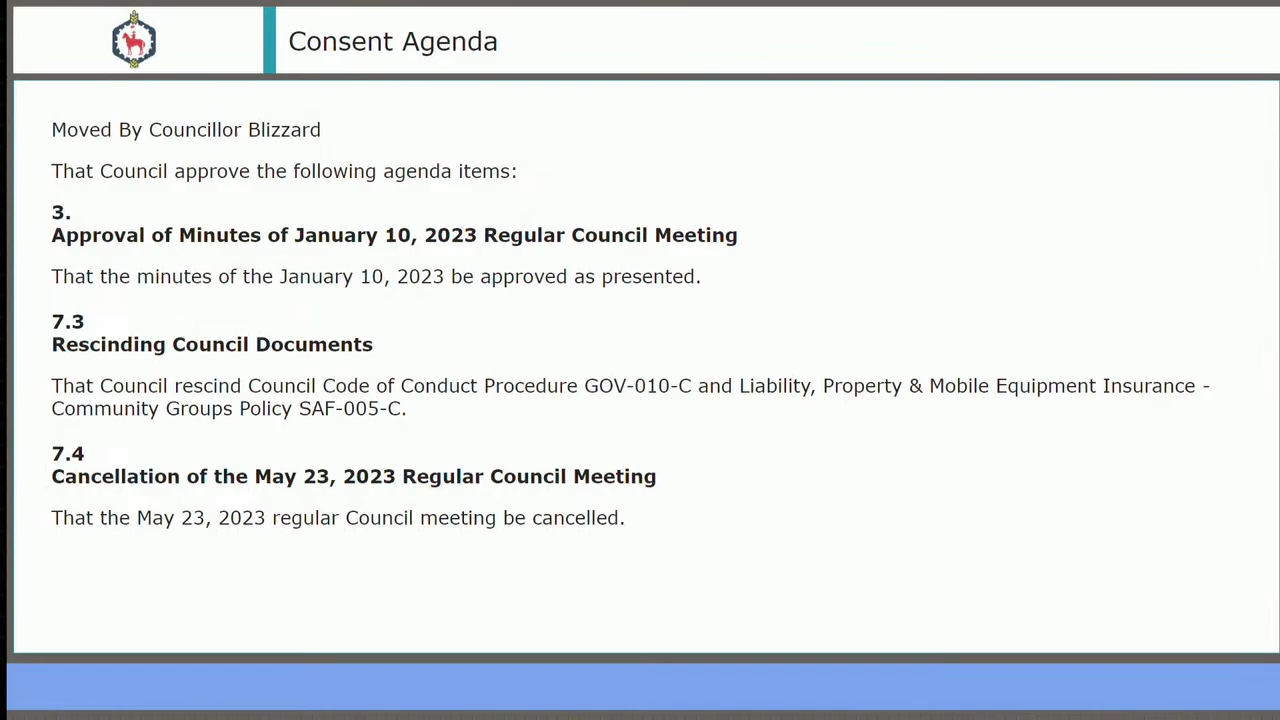 Consent Agenda
Moved By Councillor Blizzard
That Council approve the following agenda items:
3.
Approval of Minutes of January 10, 2023 Regular Council Meeting
That the minutes of the January 10, 2023 be approved as presented.
7.3
Rescinding Council Documents
That Council rescind Council Code of Conduct Procedure GOV-010-C and Liability, Property & Mobile Equipment Insurance -
Community Groups Policy SAF-005-C.
7.4
Cancellation of the May 23, 2023 Regular Council Meeting
That the May 23, 2023 regular Council meeting be cancelled.